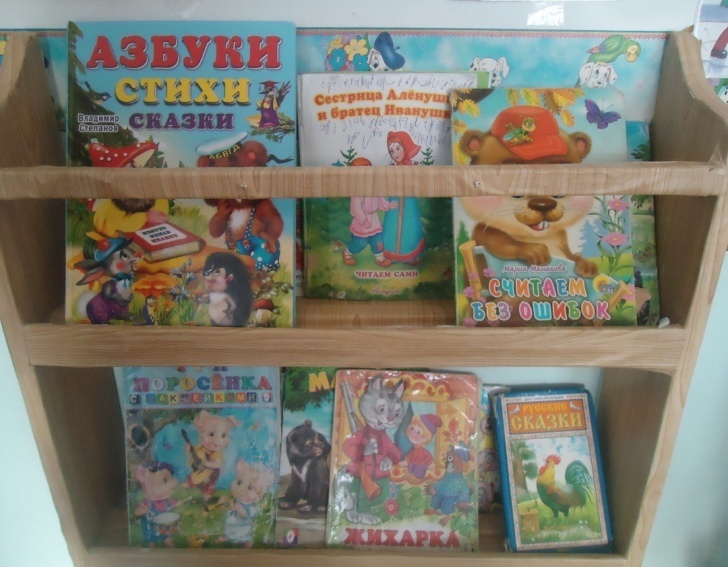 АЗБУКИ
СТИХИ
СКАЗКИ
Владимир
Степанов
Сестрица Алёнушка
и братец Иванушка
ЧИТАЕМ САМИ
Мария Манакова
СЧИТАЕМ
БЕЗ ОШИБОК
ПОРОСЁНКА
С НАКЛЕЙКАМИ
ЖИХАРКА
РУССКИЕ
СКАЗКИ